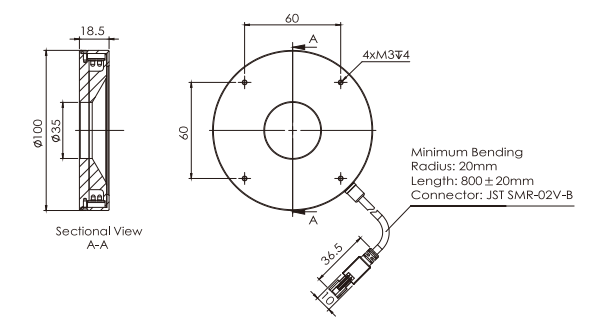 18.5
60
A
4xM3↧4
Ø100
Ø35
60
Minimum Bending
Radius: 20mm
Length: 800±20mm
Connector: JST SMR-02V-B
A
Sectional View
A-A
36.5
10